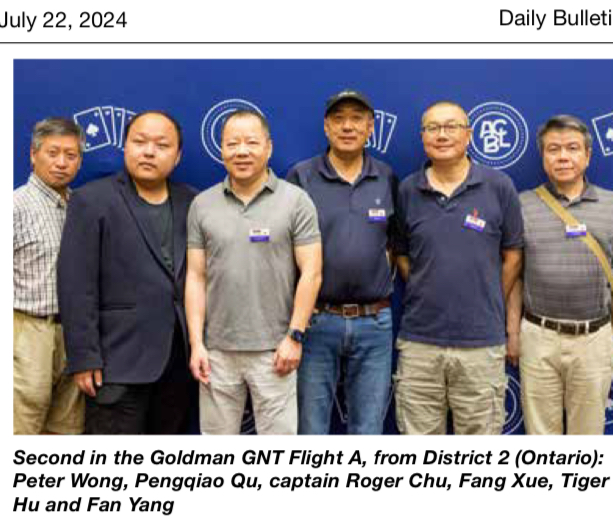 July 22, 2024
Daily Bulleti
ACBL
ACBL
Second in the Goldman GNT Flight A, from District 2 (Ontario):
Peter Wong, Pengqiao Qu, captain Roger Chu, Fang Xue, Tiger
Hu and Fan Yang